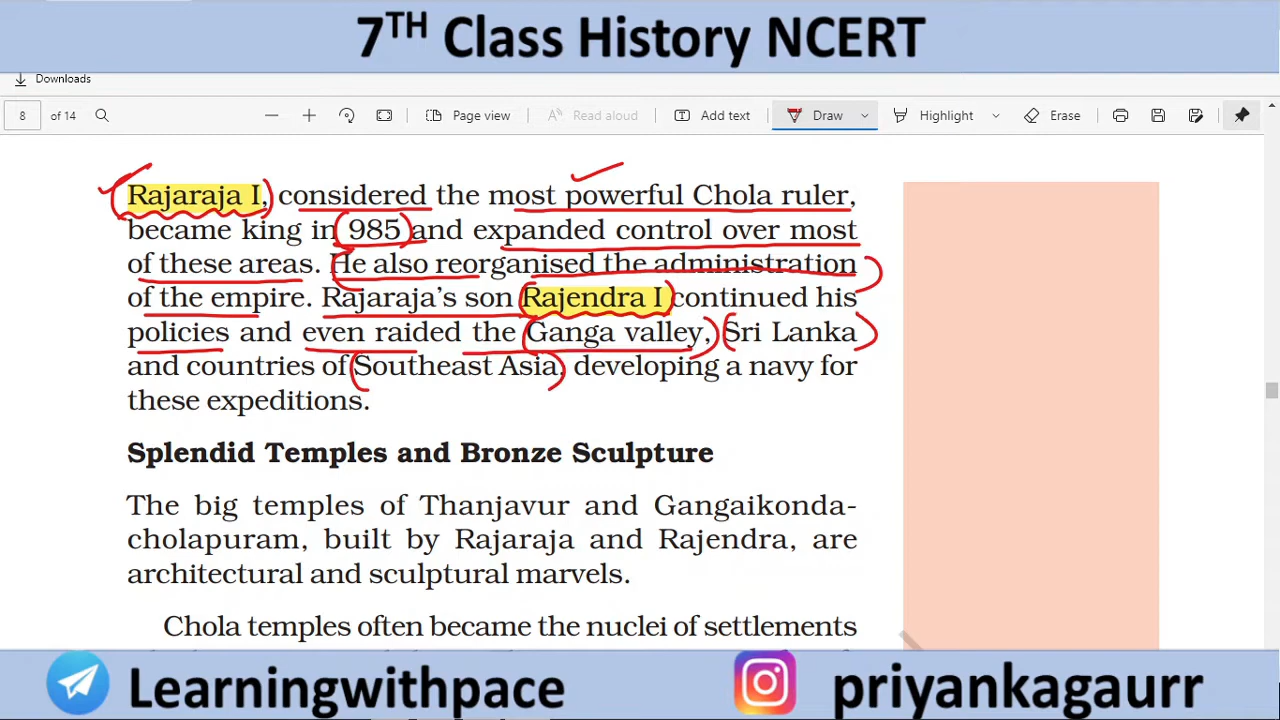 7TH Class History NCERT
Downloads
8 of 14 Page view Read aloud Add text Draw Highlight Erase
Rajaraja I, considered the most powerful Chola ruler,
became king in 985 and expanded control over most
of these areas. He also reorganised the administration
of the empire. Rajaraja's son Rajendra I continued his
policies and even raided the Ganga valley, Sri Lanka
and countries of Southeast Asia, developing a navy for
these expeditions.
Splendid Temples and Bronze Sculpture
The big temples of Thanjavur and Gangaikonda-
cholapuram, built by Rajaraja and Rajendra, are
architectural and sculptural marvels.
Chola temples often became the nuclei of settlements
Learningwithpace priyankagaurr